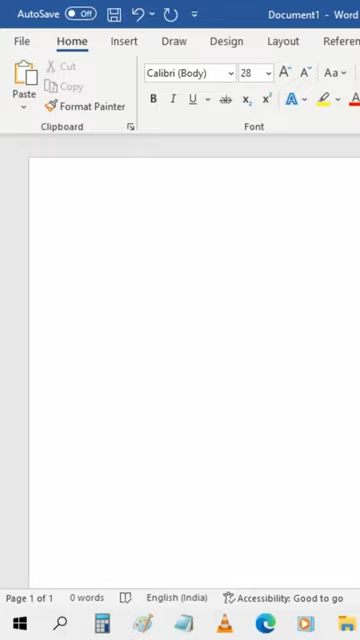 AutoSave Off Document1 - Word
File Home Insert Draw Design Layout Referen
Paste Cut Copy Format Painter
Calibri (Body) 28 A A Aa
B I U ab x₂ x² A A
Clipboard Font
Page 1 of 1 0 words English (India) Accessibility: Good to go